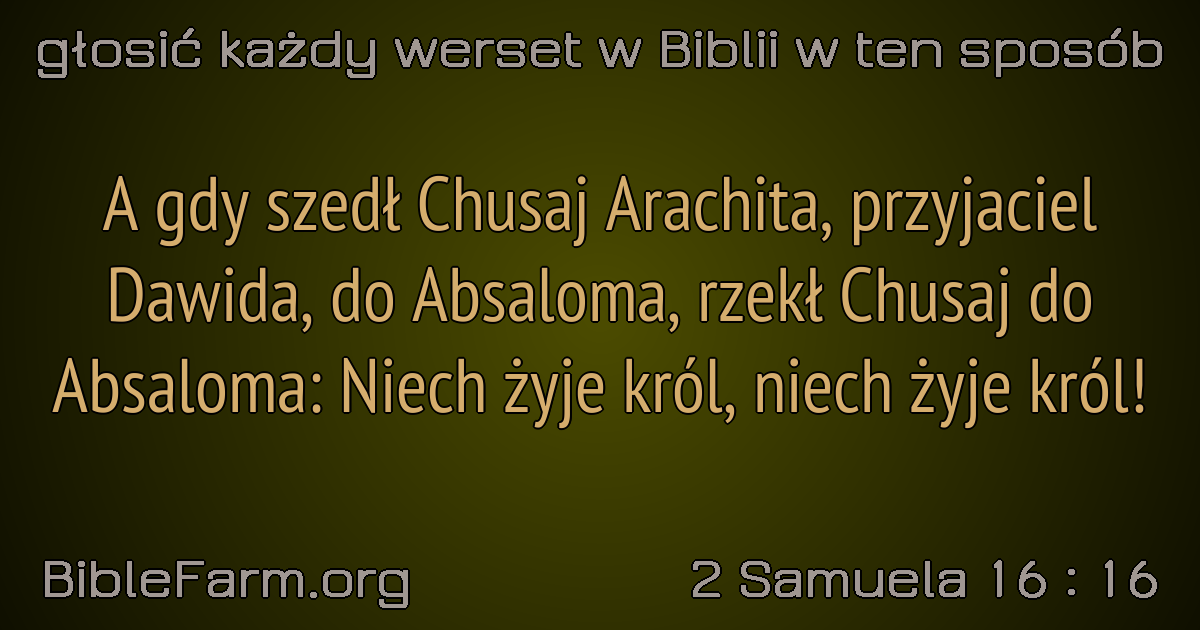 głosić każdy werset w Biblii w ten sposób
A gdy szedł Chusaj Arachita, przyjaciel
Dawida, do Absaloma, rzekł Chusaj do
Absaloma: Niech żyje król, niech żyje król!
BibleFarm.org
2 Samuela 16 : 16